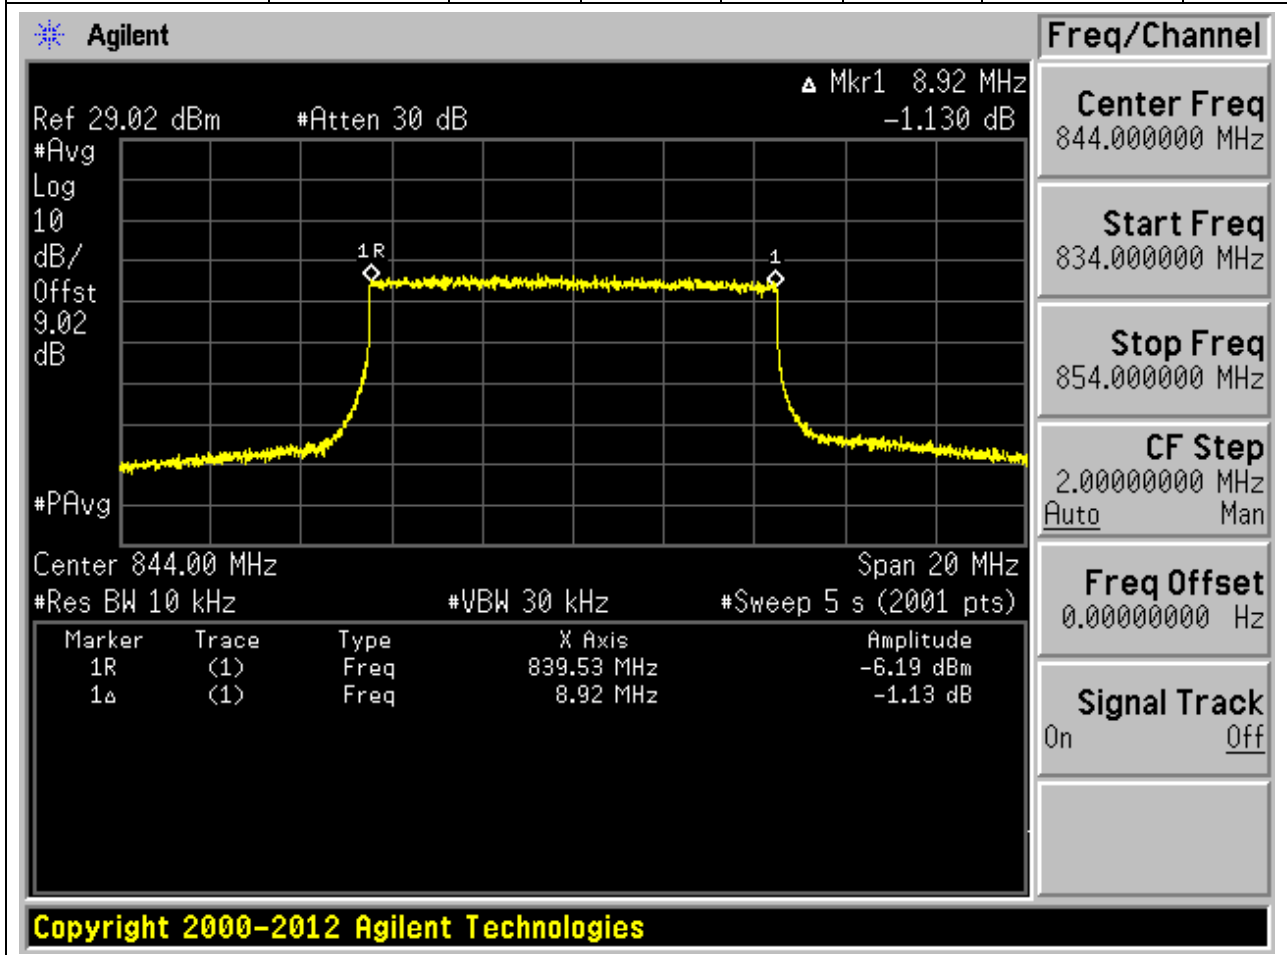 Agilent
Freq/Channel
▵ Mkr1 8.92 MHz
Ref 29.02 dBm #Atten 30 dB -1.130 dB
#Avg
Log
10
dB/
Offst
9.02
dB
1R
1
#PAvg
Center 844.00 MHz Span 20 MHz
#Res BW 10 kHz #VBW 30 kHz #Sweep 5 s (2001 pts)
Marker Trace Type X Axis Amplitude
1R (1) Freq 839.53 MHz -6.19 dBm
1▵ (1) Freq 8.92 MHz -1.13 dB
Center Freq
844.000000 MHz
Start Freq
834.000000 MHz
Stop Freq
854.000000 MHz
CF Step
2.00000000 MHz
Auto Man
Freq Offset
0.00000000 Hz
Signal Track
On Off
Copyright 2000-2012 Agilent Technologies